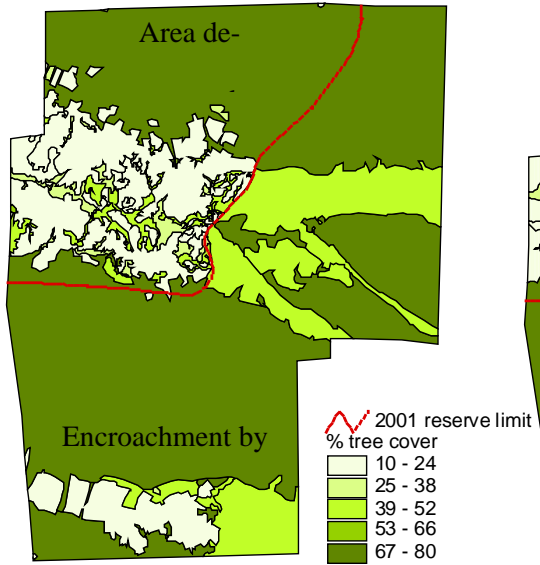 Area de-
Encroachment by
2001 reserve limit
% tree cover
10 - 24
25 - 38
39 - 52
53 - 66
67 - 80